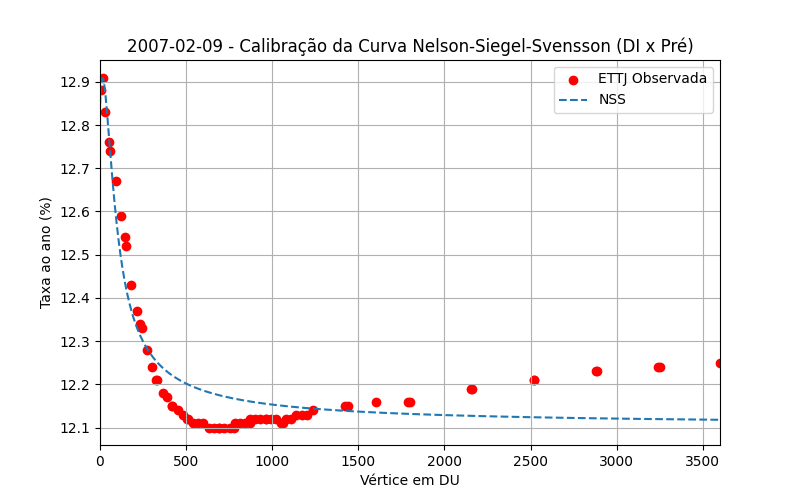 2007-02-09 - Calibração da Curva Nelson-Siegel-Svensson (DI x Pré)
ETTJ Observada
NSS
Taxa ao ano (%)
12.9
12.8
12.7
12.6
12.5
12.4
12.3
12.2
12.1
0 500 1000 1500 2000 2500 3000 3500
Vértice em DU